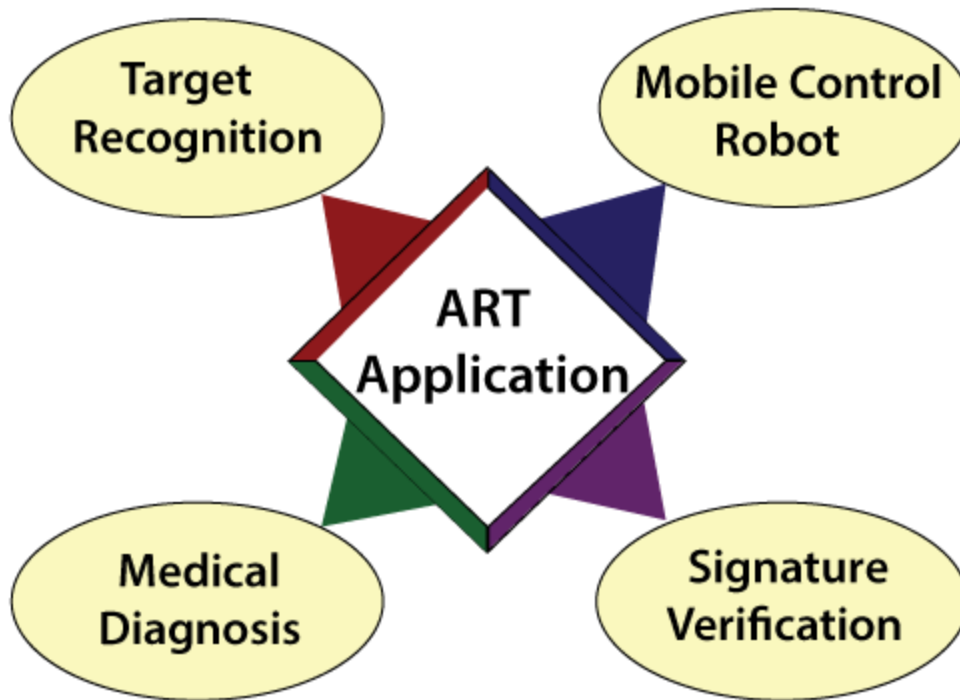 Target
Recognition
Mobile Control
Robot
ART
Application
Medical
Diagnosis
Signature
Verification